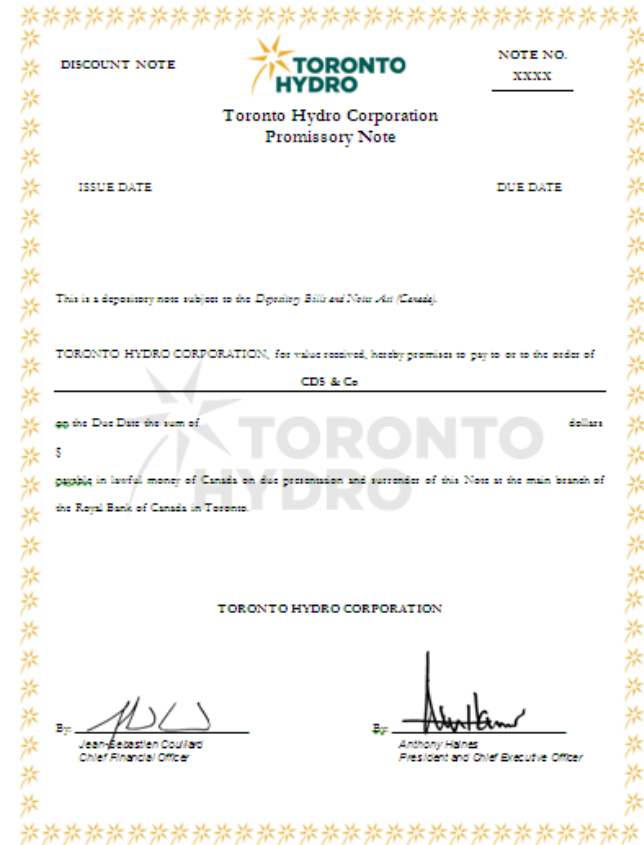 DISCOUNT NOTE
TORONTO
HYDRO
NOTE NO.
XXXX
Toronto Hydro Corporation
Promissory Note
ISSUE DATE
DUE DATE
This is a depository note subject to the Depository Bills and Notes Act (Canada).
TORONTO HYDRO CORPORATION, for value received, hereby promises to pay to or to the order of
CDS & Co
on the Due Date the sum of dollars
$
payable in lawful money of Canada on due presentation and surrender of this Note at the main branch of
the Royal Bank of Canada in Toronto.
TORONTO
HYDRO
TORONTO HYDRO CORPORATION
By:
Jean-Sebastien Couillard
Chief Financial Officer
By:
Anthony Haines
President and Chief Executive Officer